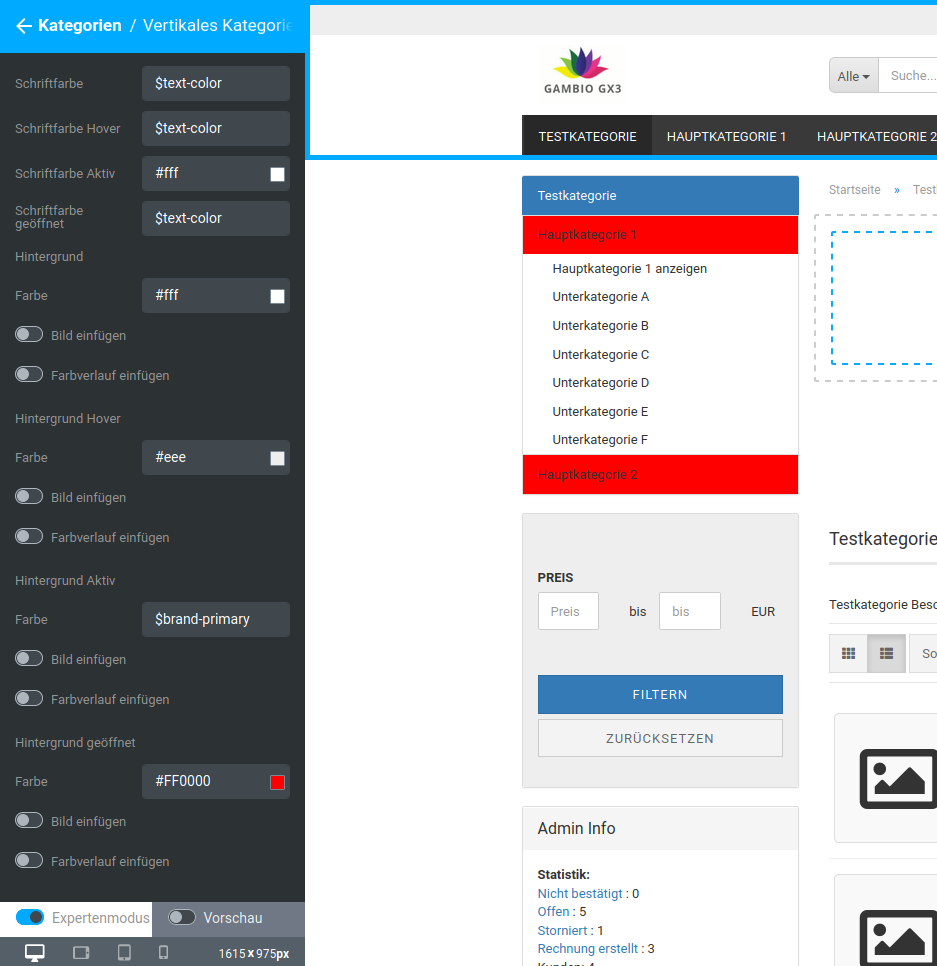 Kategorien / Vertikales Kategorie
Schriftfarbe $text-color
Schriftfarbe Hover $text-color
Schriftfarbe Aktiv #fff
Schriftfarbe
geöffnet $text-color
Hintergrund
Farbe #fff
Bild einfügen
Farbverlauf einfügen
Hintergrund Hover
Farbe #eee
Bild einfügen
Farbverlauf einfügen
Hintergrund Aktiv
Farbe $brand-primary
Bild einfügen
Farbverlauf einfügen
Hintergrund geöffnet
Farbe #FF0000
Bild einfügen
Farbverlauf einfügen
Expertenmodus Vorschau
1615 x 975px
GAMBIO GX3
Alle Suche...
TESTKATEGORIE HAUPTKATEGORIE 1 HAUPTKATEGORIE 2
Testkategorie
Hauptkategorie 1
Hauptkategorie 1 anzeigen
Unterkategorie A
Unterkategorie B
Unterkategorie C
Unterkategorie D
Unterkategorie E
Unterkategorie F
Hauptkategorie 2
PREIS
Preis bis bis EUR
FILTERN
ZURÜCKSETZEN
Admin Info
Statistik:
Nicht bestätigt : 0
Offen : 5
Storniert : 1
Rechnung erstellt : 3
Kunden: 4
Startseite » Test
Testkategorie
Testkategorie Besc
So